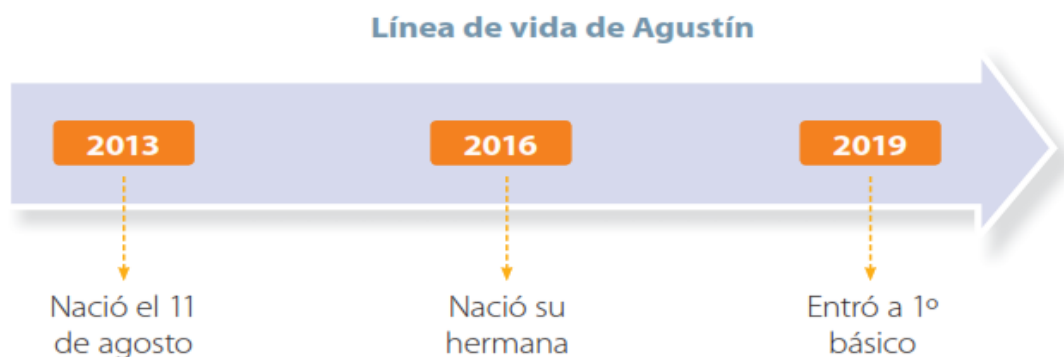 Línea de vida de Agustín
2013
2016
2019
Nació el 11
de agosto
Nació su
hermana
Entró a 1º
básico